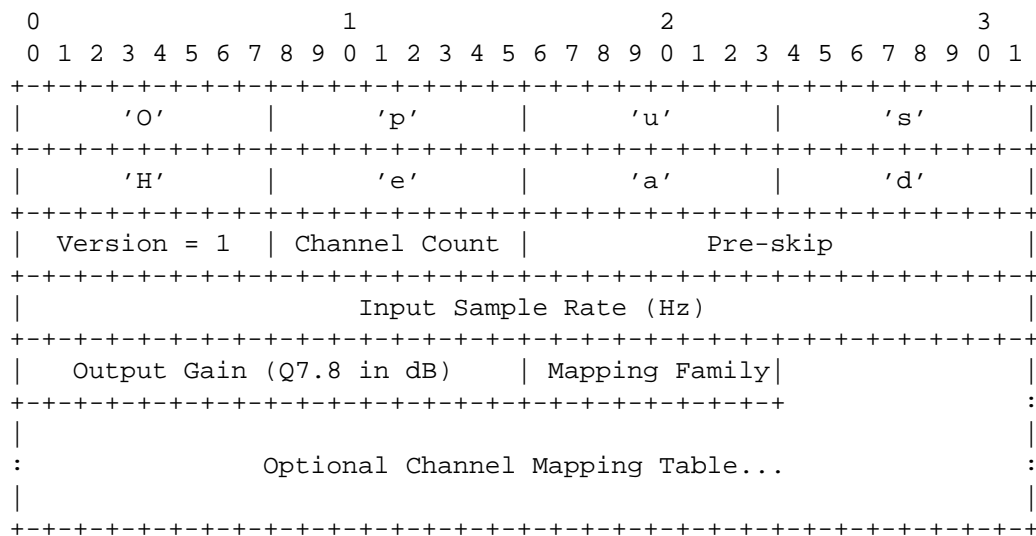 0                   1                   2                   3
 0 1 2 3 4 5 6 7 8 9 0 1 2 3 4 5 6 7 8 9 0 1 2 3 4 5 6 7 8 9 0 1
+-+-+-+-+-+-+-+-+-+-+-+-+-+-+-+-+-+-+-+-+-+-+-+-+-+-+-+-+-+-+-+-+
|      ’O’      |      ’p’      |      ’u’      |      ’s’      |
+-+-+-+-+-+-+-+-+-+-+-+-+-+-+-+-+-+-+-+-+-+-+-+-+-+-+-+-+-+-+-+-+
|      ’H’      |      ’e’      |      ’a’      |      ’d’      |
+-+-+-+-+-+-+-+-+-+-+-+-+-+-+-+-+-+-+-+-+-+-+-+-+-+-+-+-+-+-+-+-+
|  Version = 1  | Channel Count |           Pre-skip            |
+-+-+-+-+-+-+-+-+-+-+-+-+-+-+-+-+-+-+-+-+-+-+-+-+-+-+-+-+-+-+-+-+
|                     Input Sample Rate (Hz)                    |
+-+-+-+-+-+-+-+-+-+-+-+-+-+-+-+-+-+-+-+-+-+-+-+-+-+-+-+-+-+-+-+-+
|   Output Gain (Q7.8 in dB)    | Mapping Family|               |
+-+-+-+-+-+-+-+-+-+-+-+-+-+-+-+-+-+-+-+-+-+-+-+-+               :
|                                                               |
:               Optional Channel Mapping Table...               :
|                                                               |
+-+-+-+-+-+-+-+-+-+-+-+-+-+-+-+-+-+-+-+-+-+-+-+-+-+-+-+-+-+-+-+-+